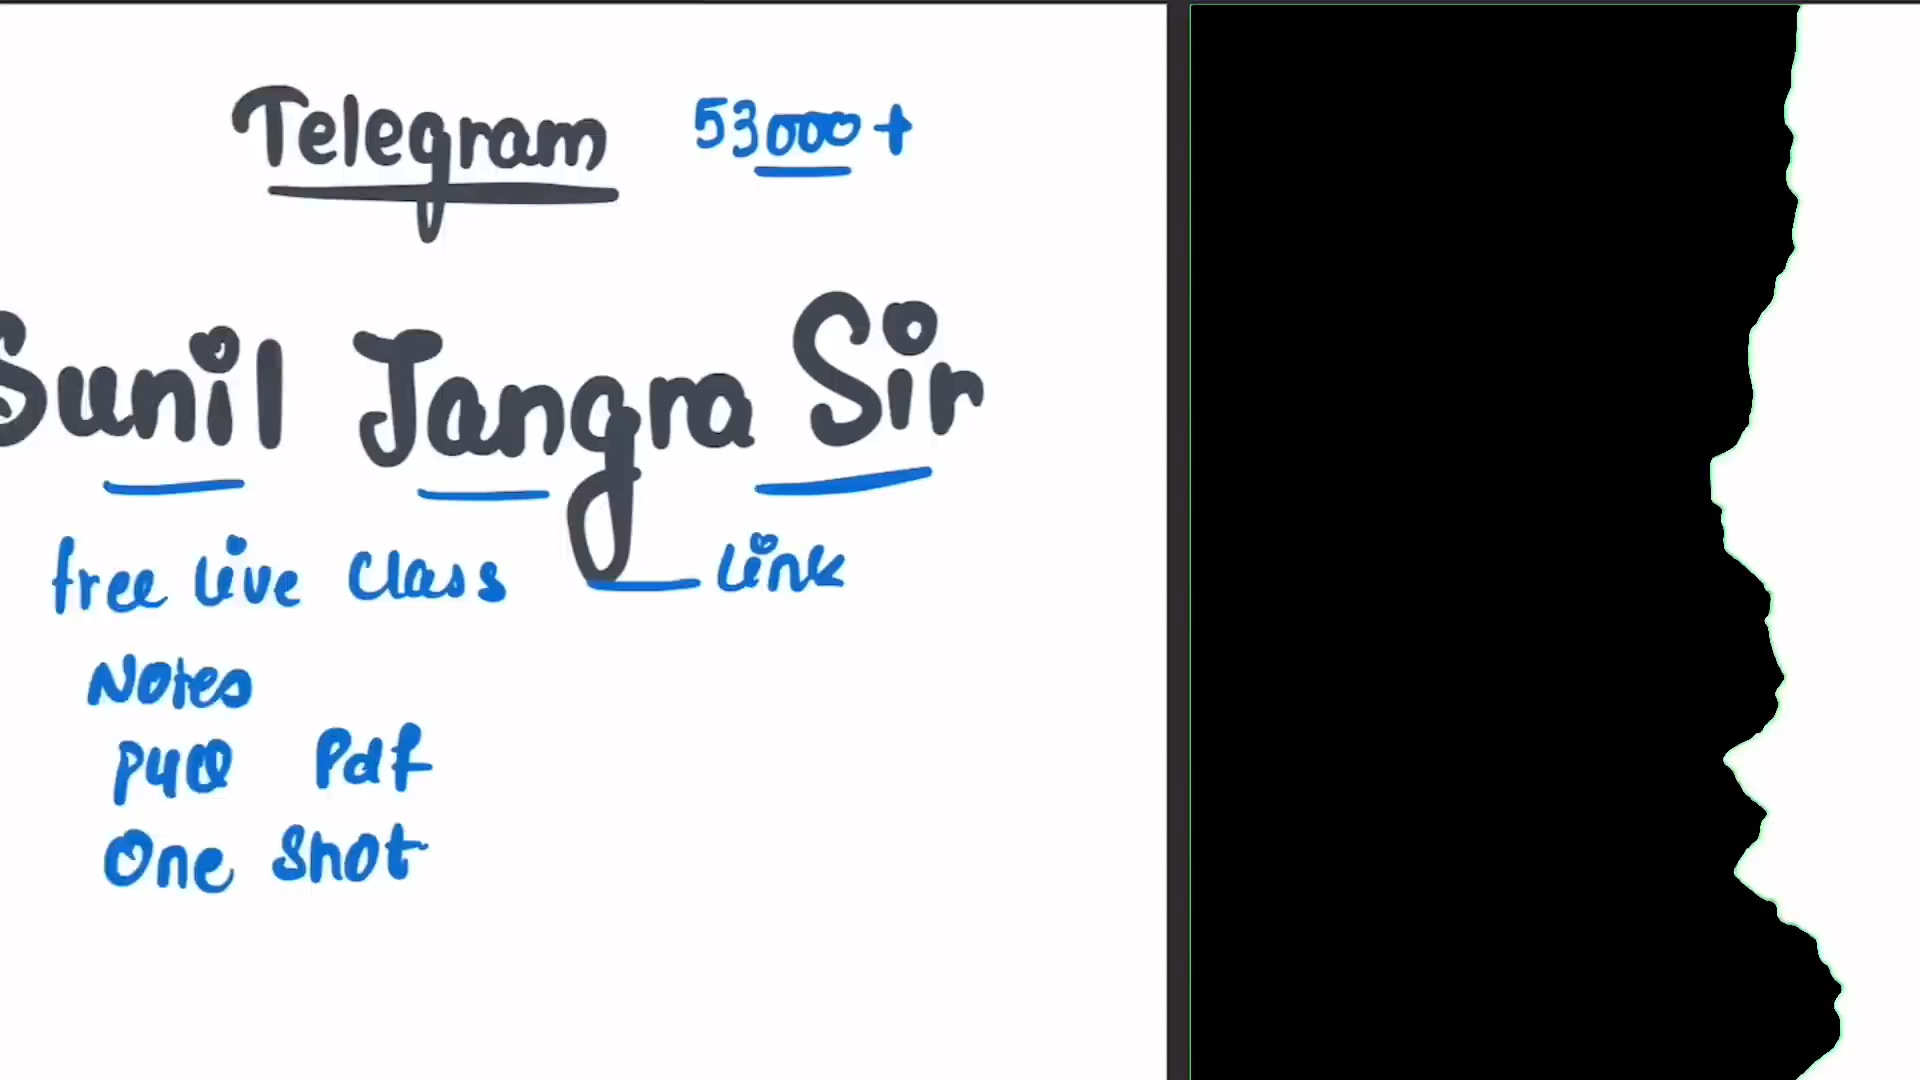 Telegram 53000+
Sunil Jangra Sir
free Live Class Link
Notes
PYQ Pdf
One Shot